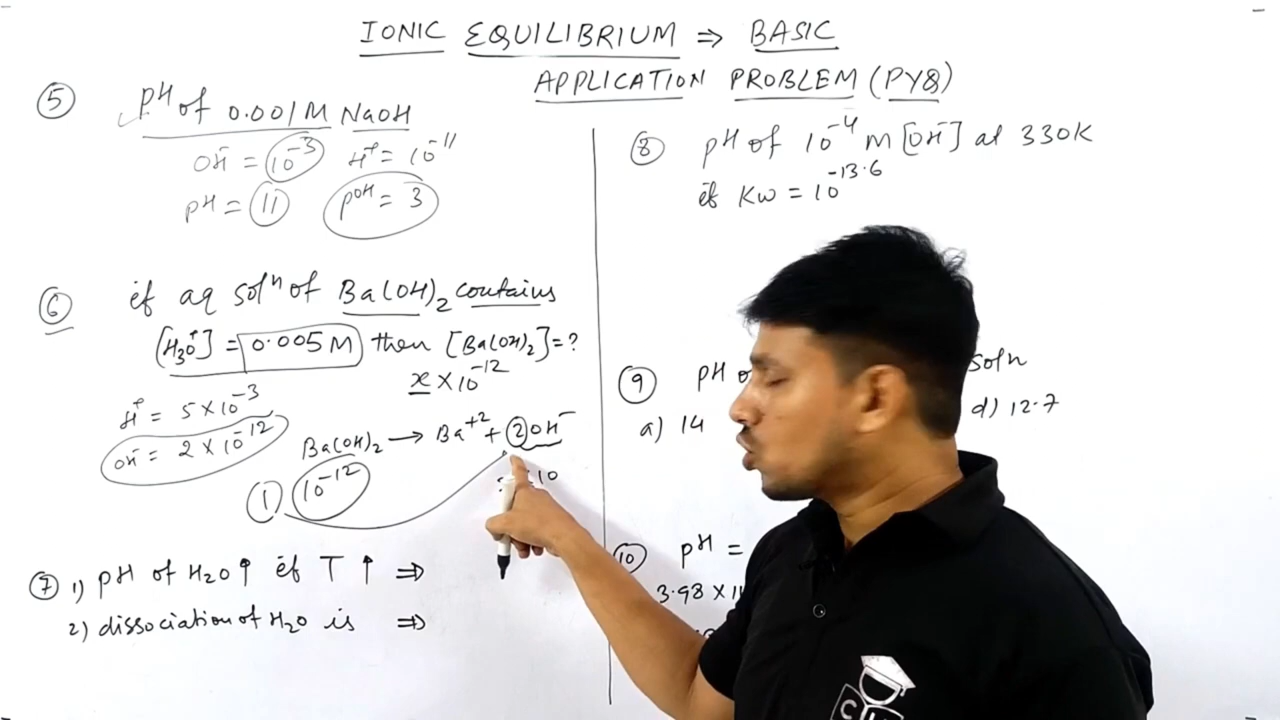 IONIC EQUILIBRIUM ⇒ BASIC
APPLICATION PROBLEM (PYQ)
⑤ pH of 0.001M NaOH
OH⁻ = 10⁻³ H⁺ = 10⁻¹¹
pH = 11 pOH = 3
⑥ if aq solⁿ of Ba(OH)₂ contains
[H₃O⁺] = 0.005M then [Ba(OH)₂] = ?
x × 10⁻¹²
H⁺ = 5 × 10⁻³
OH⁻ = 2 × 10⁻¹²
Ba(OH)₂ → Ba⁺² + 2OH⁻
① 10⁻¹² 10
⑦ 1) pH of H₂O ↑ if T ↑ ⇒
2) dissociation of H₂O is ⇒
⑧ pH of 10⁻⁴ M [OH⁻] at 330K
if Kw = 10⁻¹³·⁶
⑨ pH solⁿ
a) 14 d) 12.7
⑩ pH =
3.98 × 1